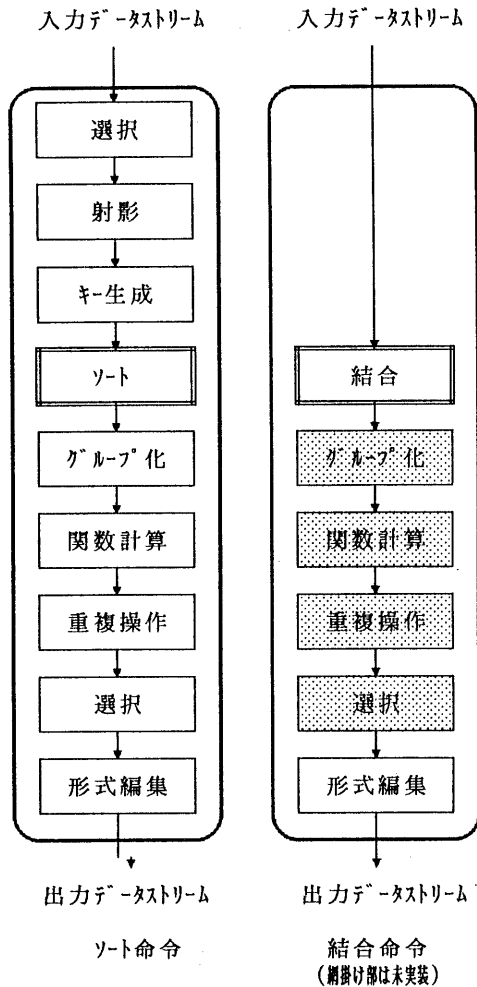 入力データストリーム
選択
射影
キー生成
ソート
グループ化
関数計算
重複操作
選択
形式編集
出力データストリーム
ソート命令
入力データストリーム
結合
グループ化
関数計算
重複操作
選択
形式編集
出力データストリーム
結合命令
(網掛け部は未実装)